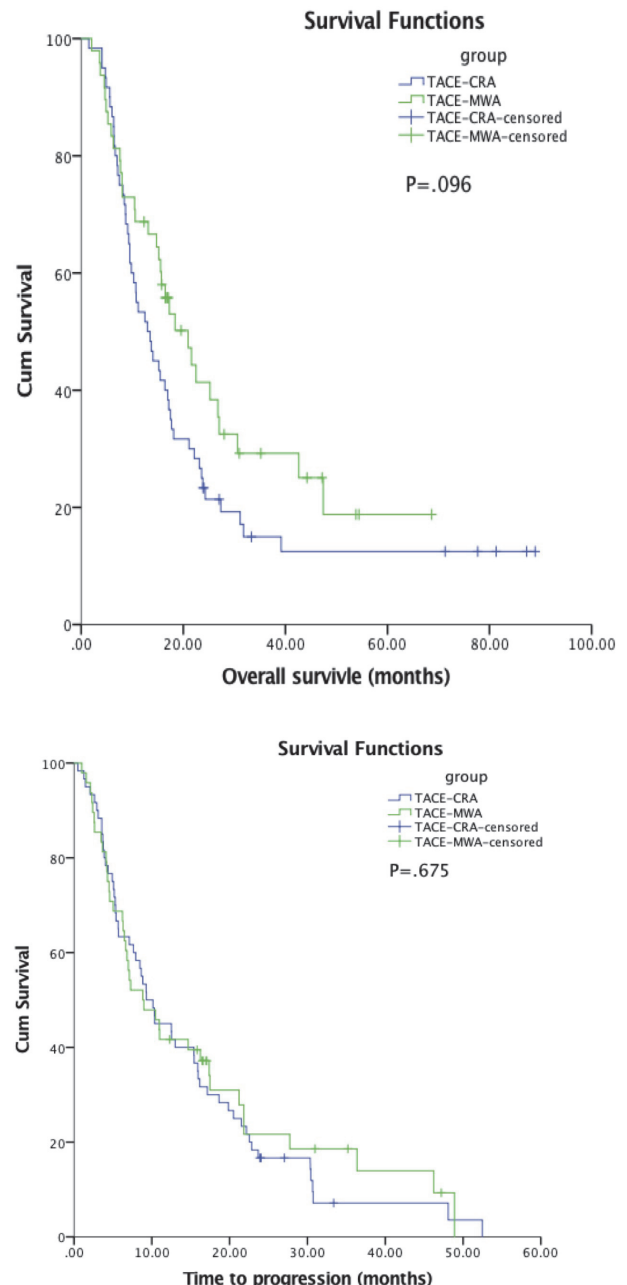 Survival Functions
group
TACE-CRA
TACE-MWA
TACE-CRA-censored
TACE-MWA-censored
P=.096
100
80
60
40
20
0
Cum Survival
.00 20.00 40.00 60.00 80.00 100.00
Overall survivle (months)
Survival Functions
group
TACE-CRA
TACE-MWA
TACE-CRA-censored
TACE-MWA-censored
P=.675
100
80
60
40
20
0
Cum Survival
.00 10.00 20.00 30.00 40.00 50.00 60.00
Time to progression (months)